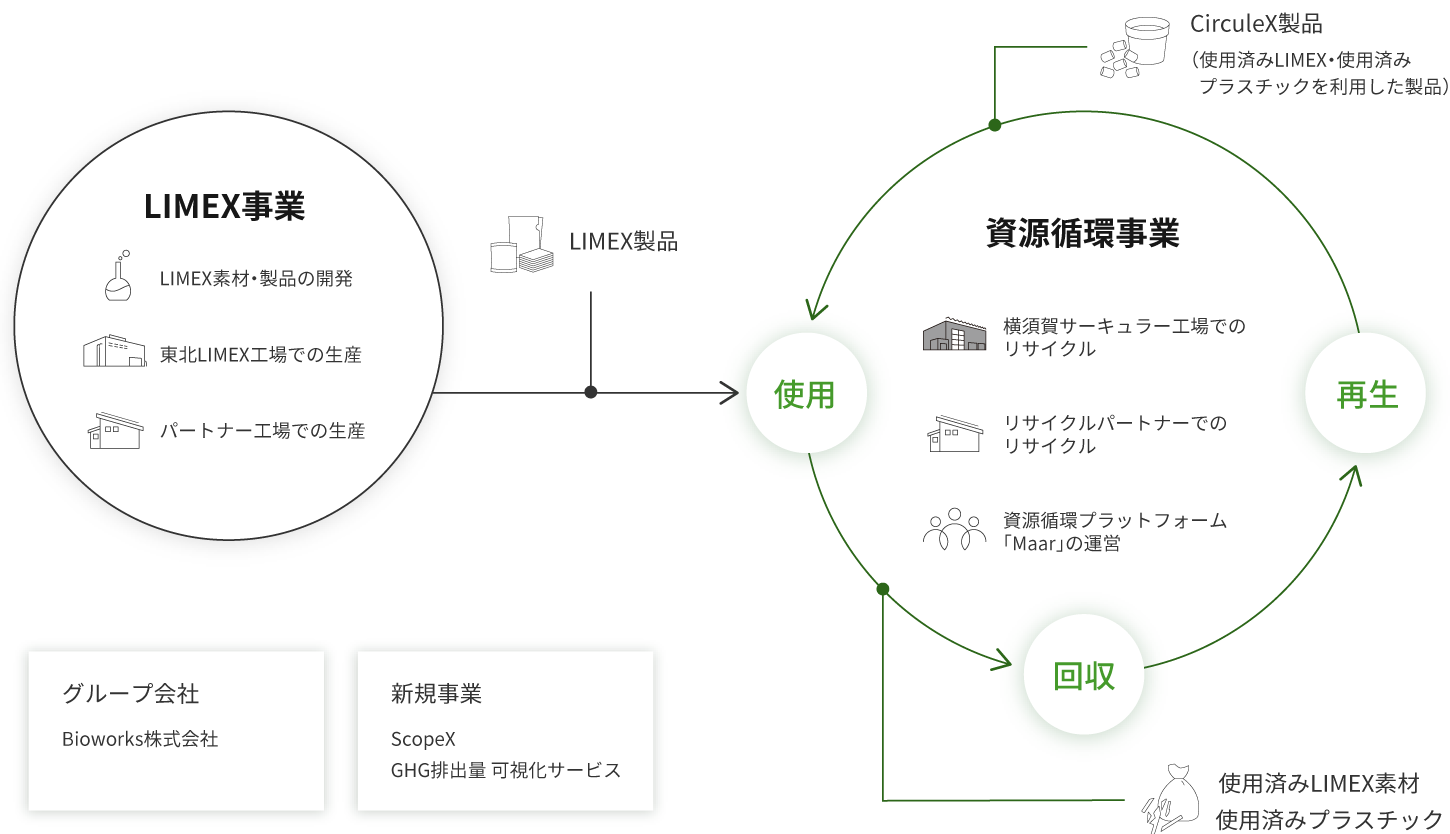 LIMEX事業
LIMEX素材・製品の開発
東北LIMEX工場での生産
パートナー工場での生産
LIMEX製品
CirculeX製品
（使用済みLIMEX・使用済み
プラスチックを利用した製品）
資源循環事業
横須賀サーキュラー工場での
リサイクル
リサイクルパートナーでの
リサイクル
資源循環プラットフォーム
「Maar」の運営
使用
再生
回収
使用済みLIMEX素材
使用済みプラスチック
グループ会社
Bioworks株式会社
新規事業
ScopeX
GHG排出量 可視化サービス